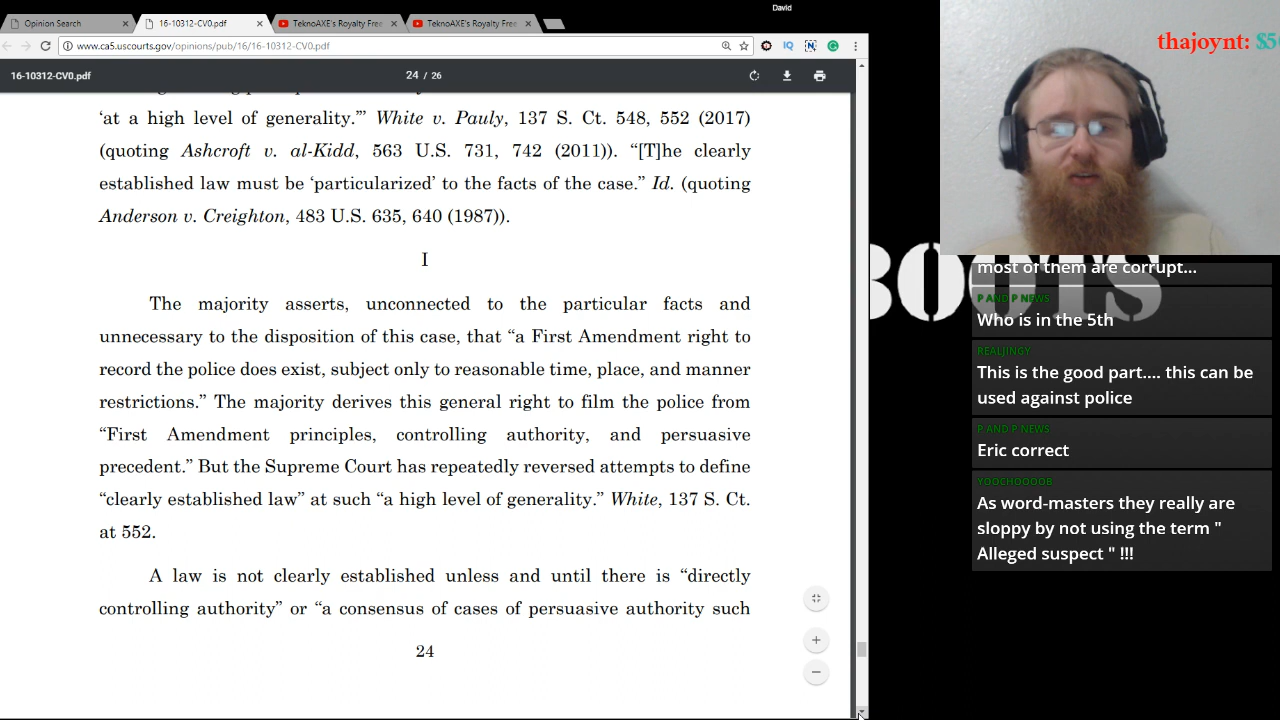 David
Opinion Search
16-10312-CV0.pdf
TeknoAXE's Royalty Free
TeknoAXE's Royalty Free
www.ca5.uscourts.gov/opinions/pub/16/16-10312-CV0.pdf
IQ
N
16-10312-CV0.pdf
24 / 26
‘at a high level of generality.’” White v. Pauly, 137 S. Ct. 548, 552 (2017)
(quoting Ashcroft v. al-Kidd, 563 U.S. 731, 742 (2011)). “[T]he clearly
established law must be ‘particularized’ to the facts of the case.” Id. (quoting
Anderson v. Creighton, 483 U.S. 635, 640 (1987)).
I
The majority asserts, unconnected to the particular facts and
unnecessary to the disposition of this case, that “a First Amendment right to
record the police does exist, subject only to reasonable time, place, and manner
restrictions.” The majority derives this general right to film the police from
“First Amendment principles, controlling authority, and persuasive
precedent.” But the Supreme Court has repeatedly reversed attempts to define
“clearly established law” at such “a high level of generality.” White, 137 S. Ct.
at 552.
A law is not clearly established unless and until there is “directly
controlling authority” or “a consensus of cases of persuasive authority such
24
thajoynt: $5
BOOTS
most of them are corrupt...
P AND P NEWS
Who is in the 5th
REALJINGY
This is the good part.... this can be
used against police
P AND P NEWS
Eric correct
YOOCHOOOOB
As word-masters they really are
sloppy by not using the term "
Alleged suspect " !!!